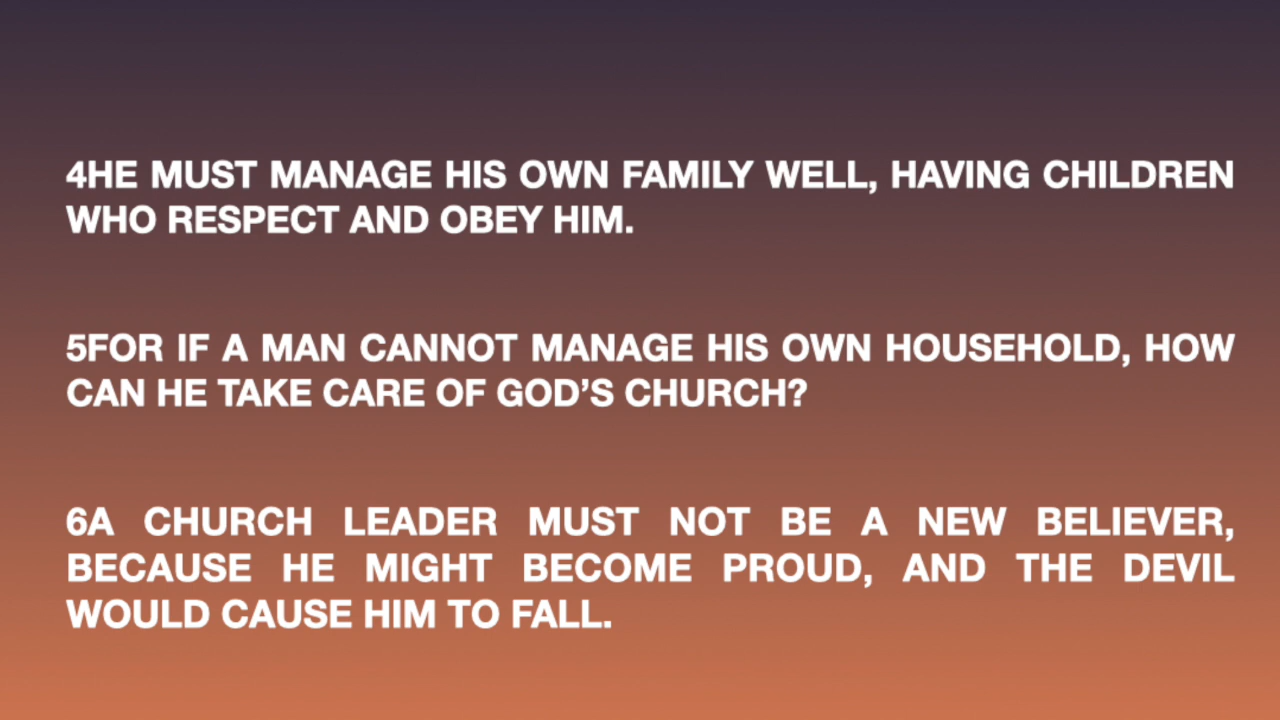 4HE MUST MANAGE HIS OWN FAMILY WELL, HAVING CHILDREN
WHO RESPECT AND OBEY HIM.
5FOR IF A MAN CANNOT MANAGE HIS OWN HOUSEHOLD, HOW
CAN HE TAKE CARE OF GOD’S CHURCH?
6A CHURCH LEADER MUST NOT BE A NEW BELIEVER,
BECAUSE HE MIGHT BECOME PROUD, AND THE DEVIL
WOULD CAUSE HIM TO FALL.